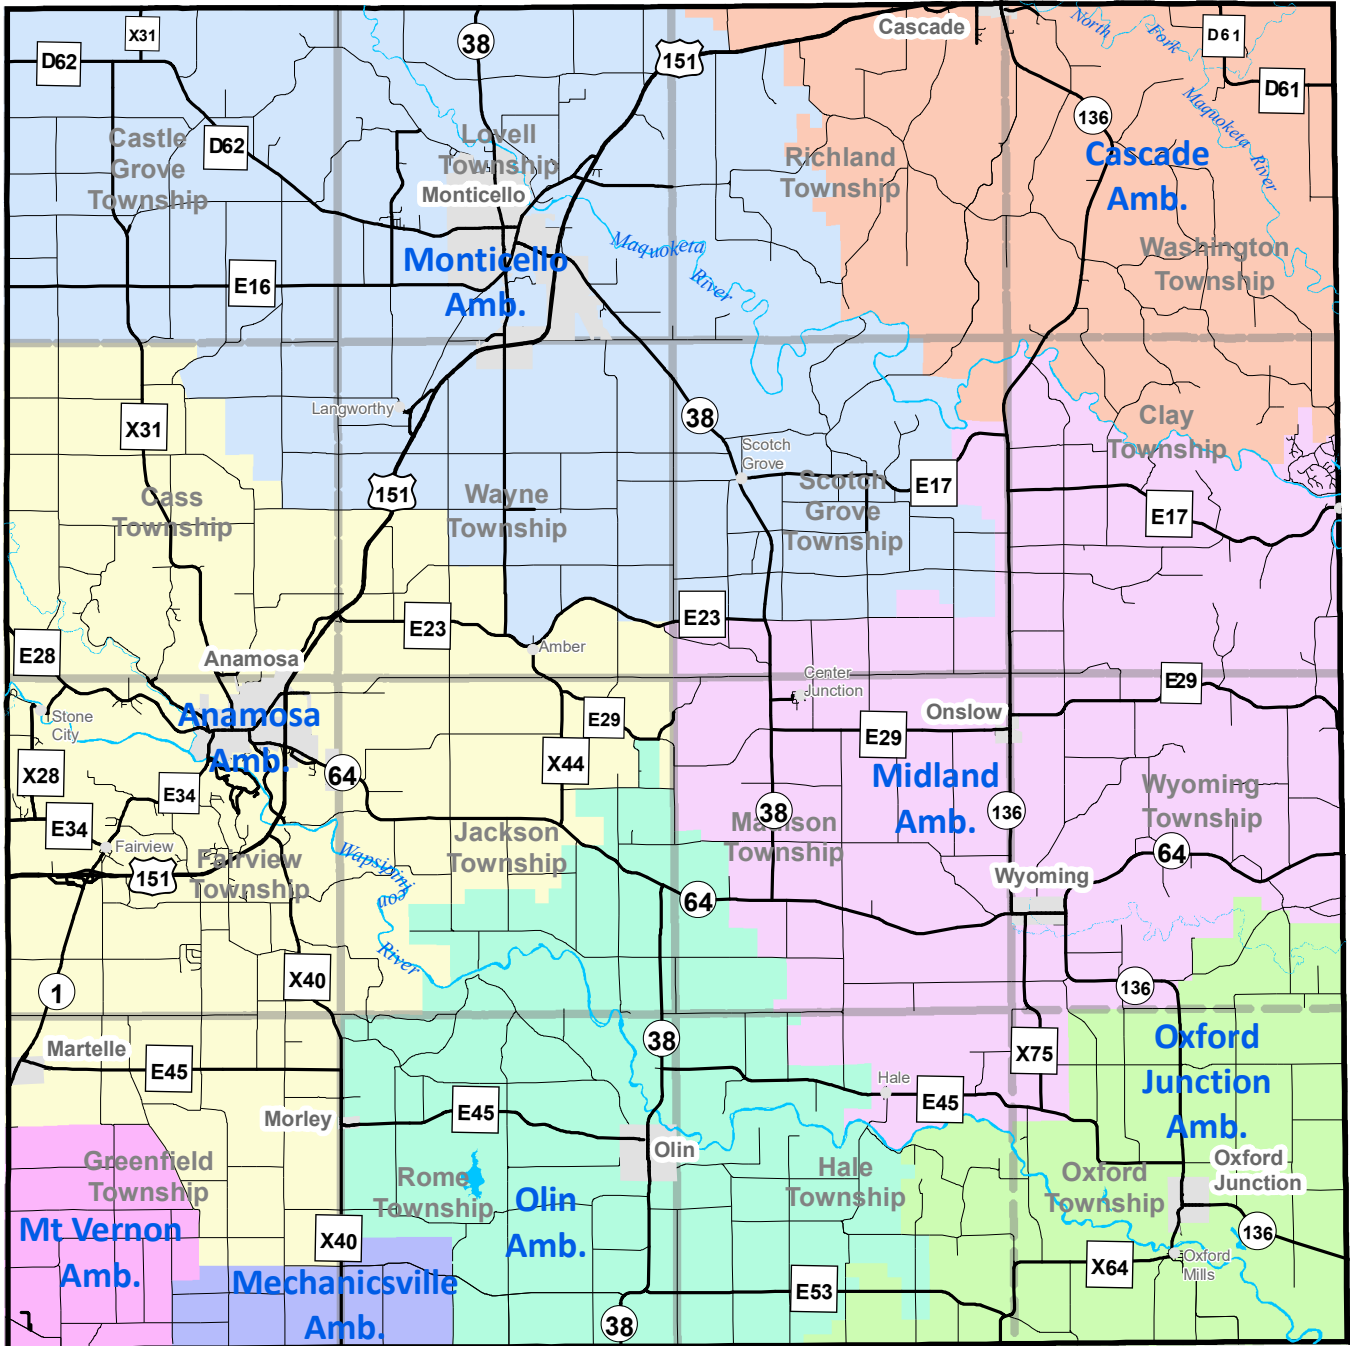 X31
38
Cascade
North
Fork
D61
D62
151
D61
Maquoketa
River
136
Castle
Grove
Township
D62
Lovell
Township
Monticello
Richland
Township
Cascade
Amb.
Maquoketa
River
Washington
Township
Monticello
Amb.
E16
Langworthy
X31
38
Clay
Township
Scotch
Grove
151
Cass
Township
Wayne
Township
Scotch
Grove
Township
E17
E17
E23
E23
E28
Anamosa
Amber
Center
Junction
E29
Stone
City
Anamosa
Amb.
E29
Onslow
E29
X28
64
X44
Midland
Amb.
Wyoming
Township
E34
38
136
E34
Fairview
Jackson
Township
Madison
Township
64
151
Fairview
Township
Wapsipinicon
River
64
Wyoming
1
X40
136
Martelle
E45
38
X75
Oxford
Junction
Amb.
Hale
E45
Morley
E45
Olin
Greenfield
Township
Rome
Township
Hale
Township
Oxford
Township
Oxford
Junction
Mt Vernon
Amb.
Olin
Amb.
X40
136
Oxford
Mills
X64
Mechanicsville
Amb.
E53
38